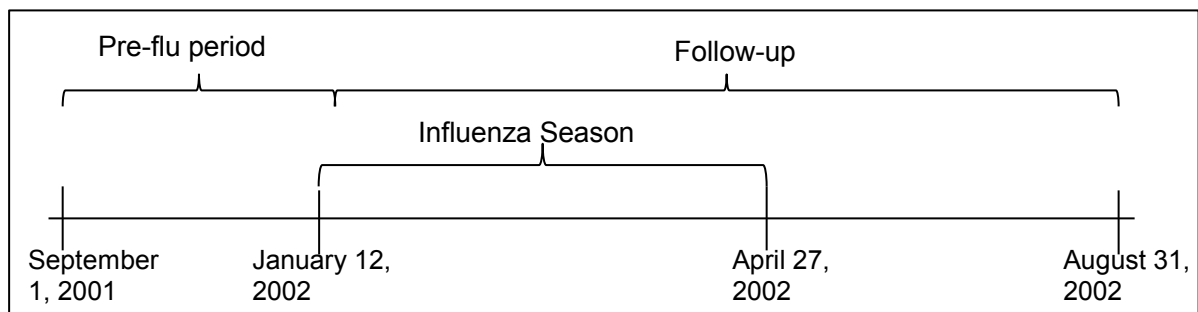 Pre-flu period
Follow-up
Influenza Season
September
1, 2001
January 12,
2002
April 27,
2002
August 31,
2002